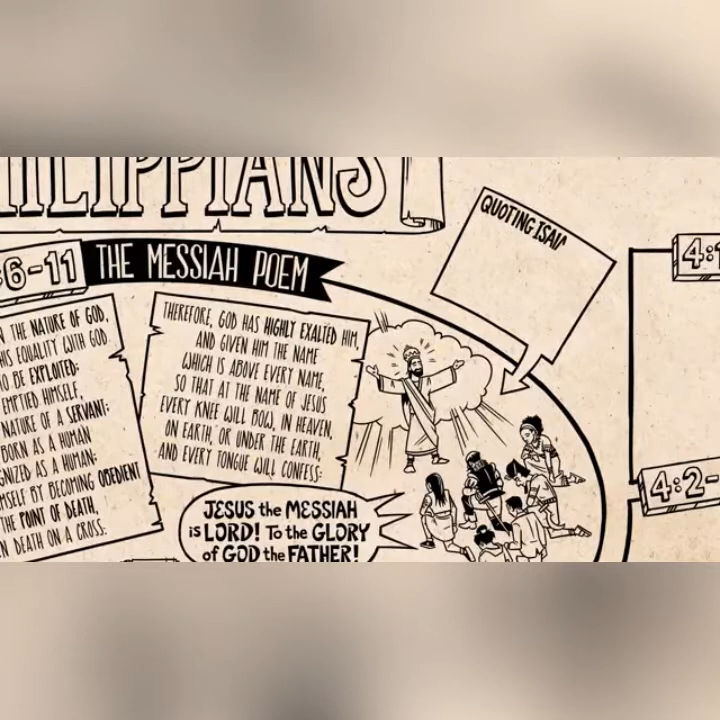 ILIPPIANS
6-11
THE MESSIAH POEM
QUOTING ISAI
4:1
THE NATURE OF GOD,
HIS EQUALITY WITH GOD
TO BE EXPLOITED;
EMPTIED HIMSELF,
NATURE OF A SERVANT;
BORN AS A HUMAN
GNIZED AS A HUMAN;
MSELF BY BECOMING OBEDIENT
THE POINT OF DEATH,
DEATH ON A CROSS.
THEREFORE, GOD HAS HIGHLY EXALTED HIM,
AND GIVEN HIM THE NAME
WHICH IS ABOVE EVERY NAME,
SO THAT AT THE NAME OF JESUS
EVERY KNEE WILL BOW, IN HEAVEN,
ON EARTH, OR UNDER THE EARTH,
AND EVERY TONGUE WILL CONFESS:
JESUS the MESSIAH
is LORD! To the GLORY
of GOD the FATHER!
4:2-